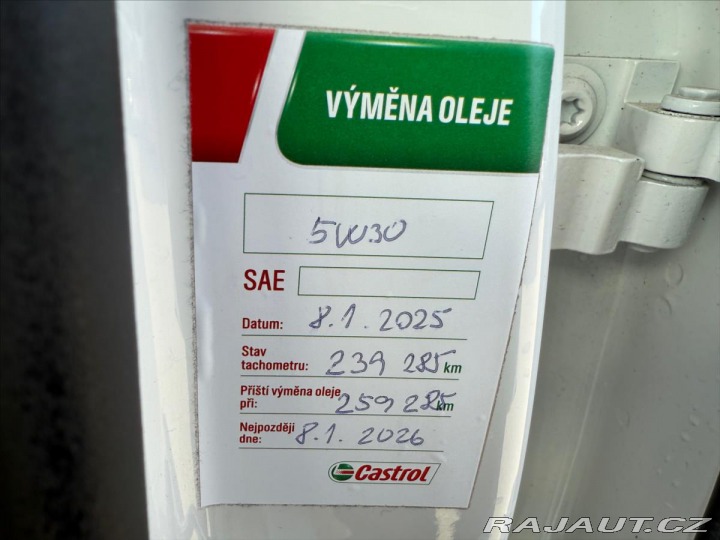 VÝMĚNA OLEJE
5W30
SAE
Datum: 8.1.2025
Stav
tachometru: 239 285 km
Příští výměna oleje
při: 259 285 km
Nejpozději
dne: 8.1.2026
Castrol
RAJAUT.CZ